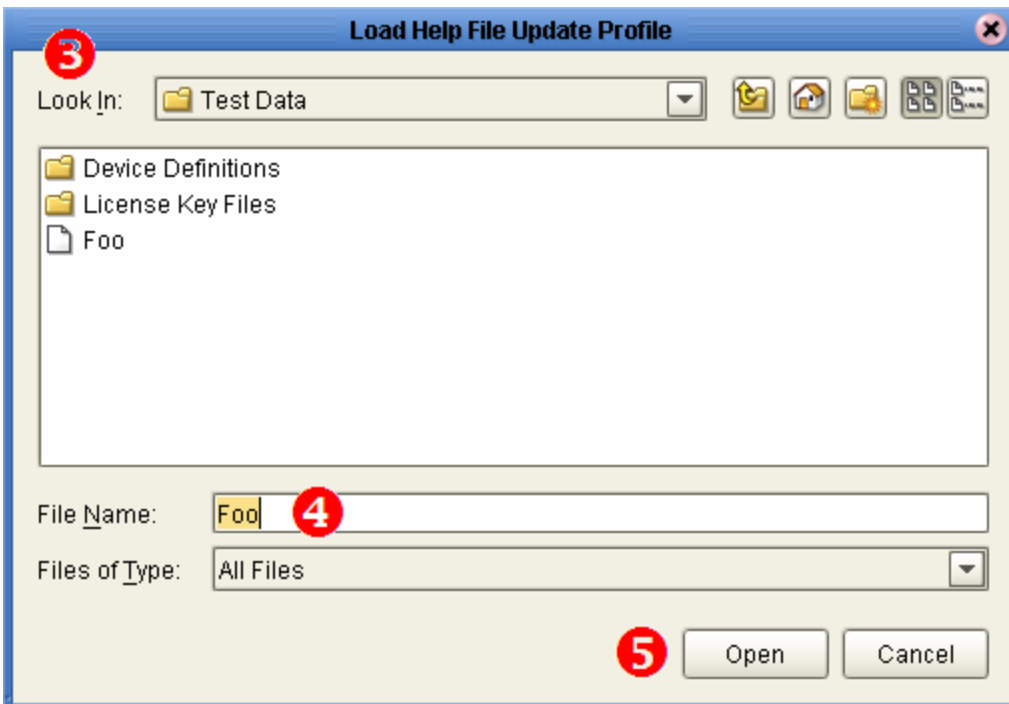 Load Help File Update Profile
3
Look In: Test Data
Device Definitions
License Key Files
Foo
File Name: Foo 4
Files of Type: All Files
5 Open Cancel